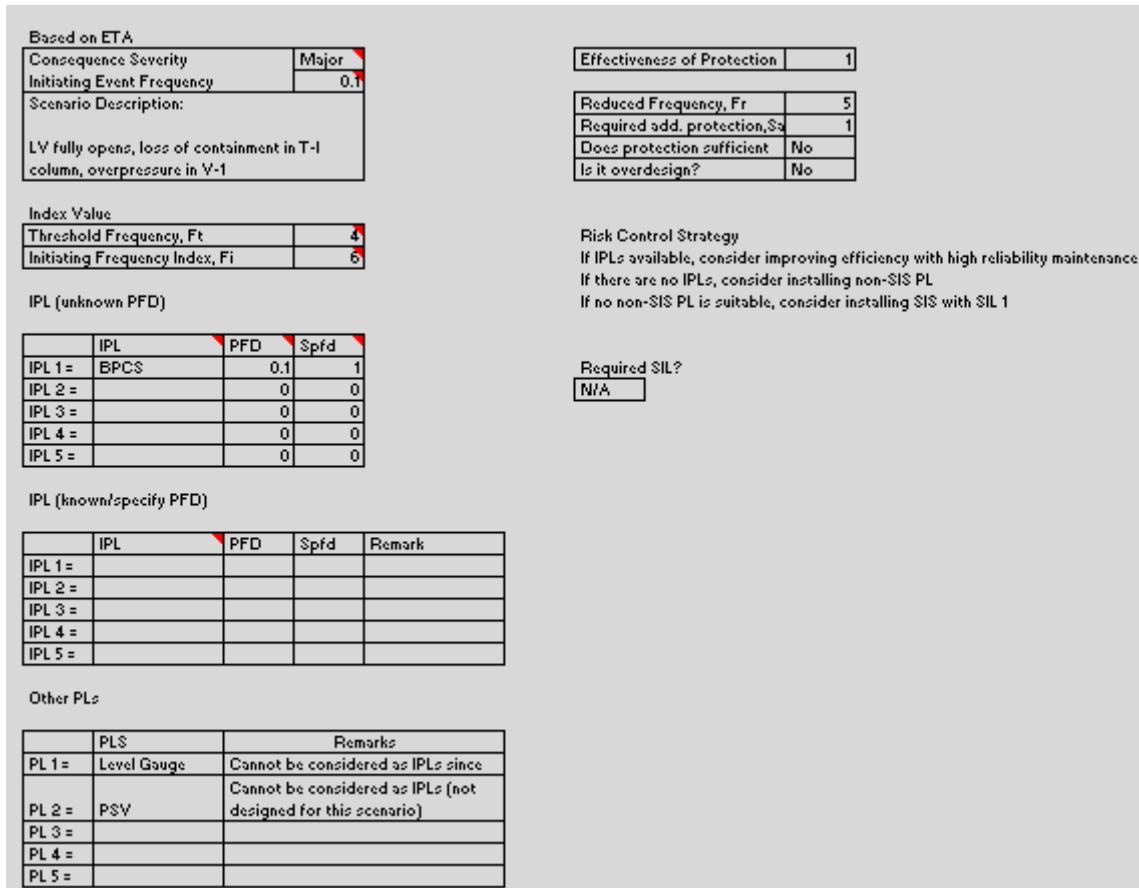 Based on ETA
Consequence Severity Major
Initiating Event Frequency 0.1
Scenario Description:
LV fully opens, loss of containment in T-1
column, overpressure in V-1
Effectiveness of Protection 1
Reduced Frequency, Fr 5
Required add. protection,Sa 1
Does protection sufficient No
Is it overdesign? No
Index Value
Threshold Frequency, Ft 4
Initiating Frequency Index, Fi 6
Risk Control Strategy
If IPLs available, consider improving efficiency with high reliability maintenance
If there are no IPLs, consider installing non-SIS PL
If no non-SIS PL is suitable, consider installing SIS with SIL 1
IPL (unknown PFD)
IPL PFD Spfd
IPL 1 = BPCS 0.1 1
IPL 2 = 0 0
IPL 3 = 0 0
IPL 4 = 0 0
IPL 5 = 0 0
Required SIL?
N/A
IPL (known/specify PFD)
IPL PFD Spfd Remark
IPL 1 =
IPL 2 =
IPL 3 =
IPL 4 =
IPL 5 =
Other PLs
PLS Remarks
PL 1 = Level Gauge Cannot be considered as IPLs since
PL 2 = PSV Cannot be considered as IPLs (not
designed for this scenario)
PL 3 =
PL 4 =
PL 5 =